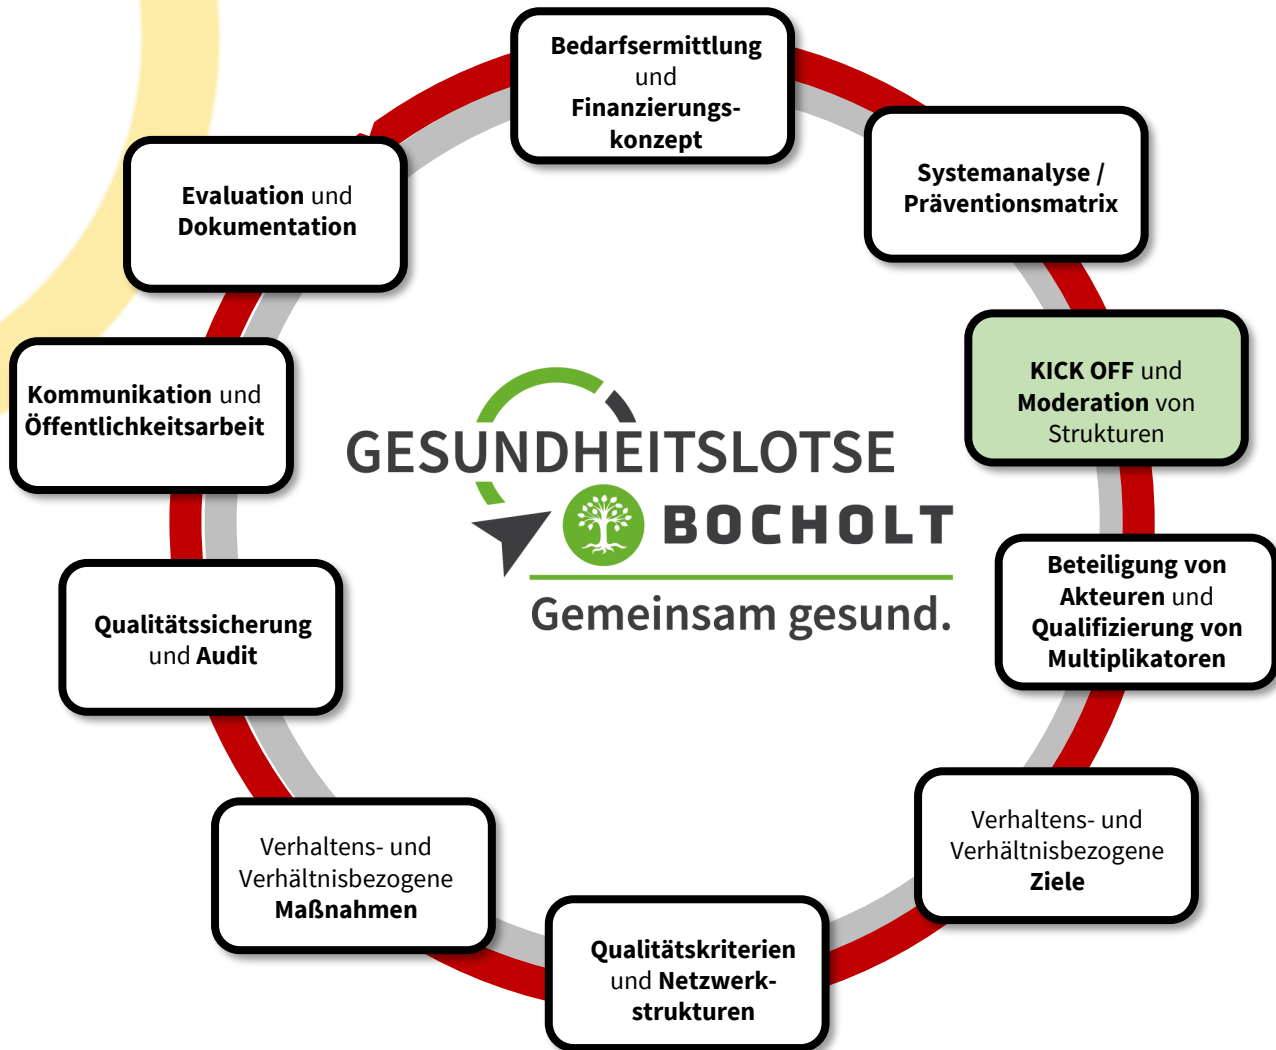 Bedarfsermittlung
und
Finanzierungs-
konzept
Systemanalyse /
Präventionsmatrix
KICK OFF und
Moderation von
Strukturen
Beteiligung von
Akteuren und
Qualifizierung von
Multiplikatoren
Verhaltens- und
Verhältnisbezogene
Ziele
Qualitätskriterien
und Netzwerk-
strukturen
Verhaltens- und
Verhältnisbezogene
Maßnahmen
Qualitätssicherung
und Audit
Kommunikation und
Öffentlichkeitsarbeit
Evaluation und
Dokumentation
GESUNDHEITSLOTSE
BOCHOLT
Gemeinsam gesund.